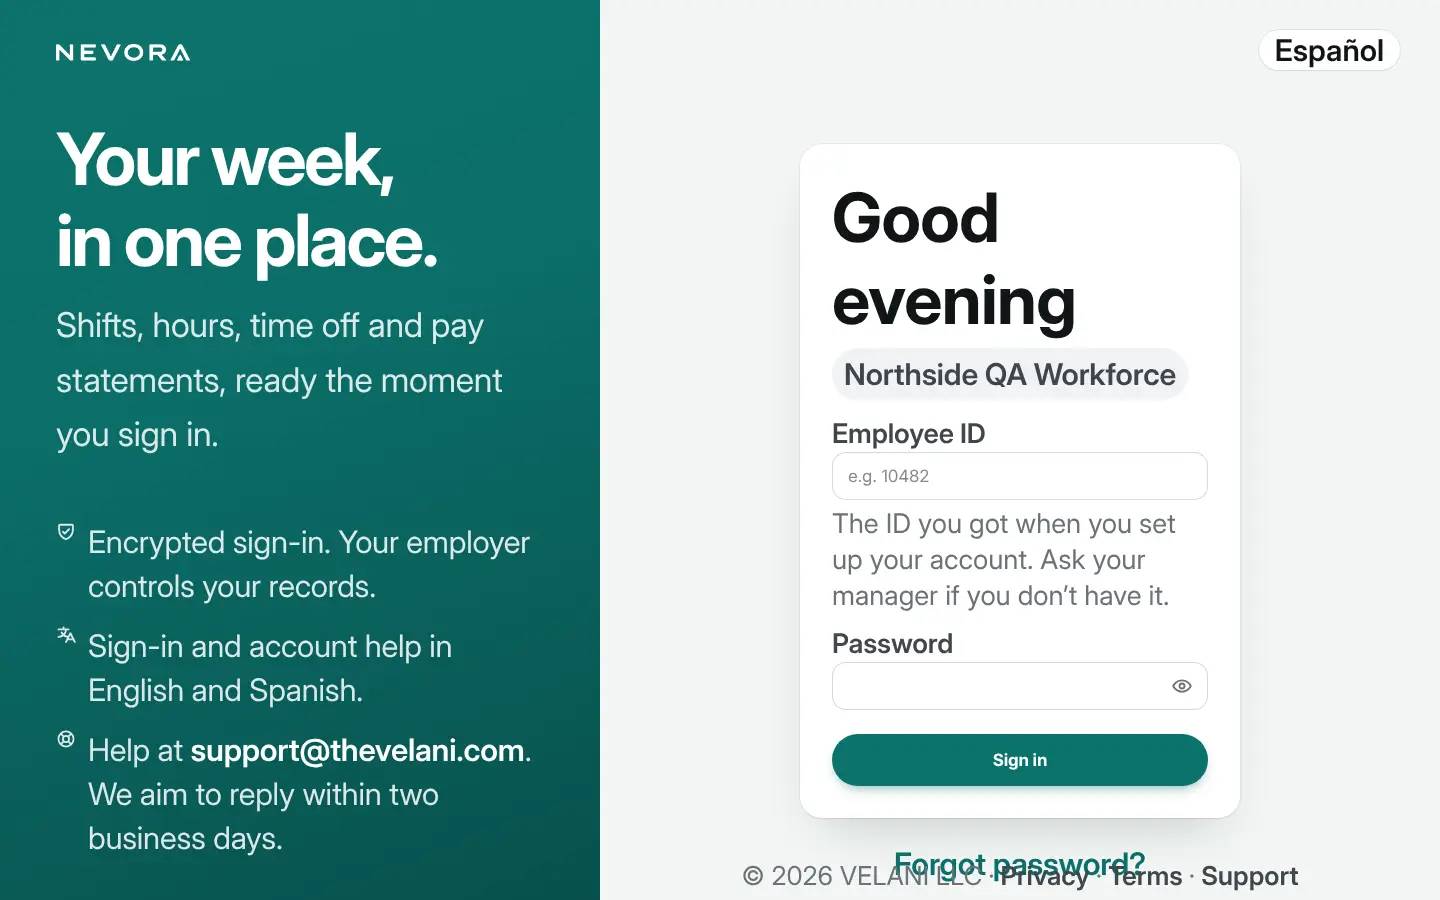 NEVORA
Your week,
in one place.
Shifts, hours, time off and pay
statements, ready the moment
you sign in.
Encrypted sign-in. Your employer
controls your records.
Sign-in and account help in
English and Spanish.
Help at support@thevelani.com.
We aim to reply within two
business days.
Español
Good
evening
Northside QA Workforce
Employee ID
e.g. 10482
The ID you got when you set
up your account. Ask your
manager if you don’t have it.
Password
Sign in
Forgot password?
© 2026 VELANI LLC · Privacy · Terms · Support